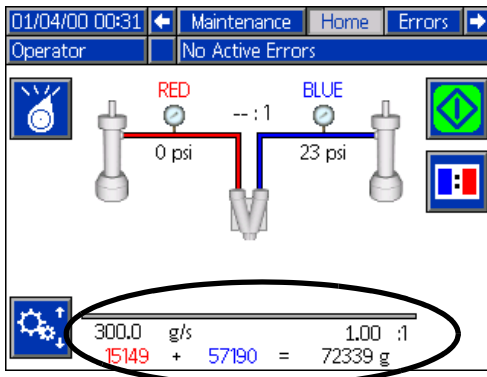 01/04/00 00:31 Maintenance Home Errors
Operator No Active Errors
RED BLUE
-- : 1
0 psi 23 psi
300.0 g/s 1.00 :1
15149 + 57190 = 72339 g